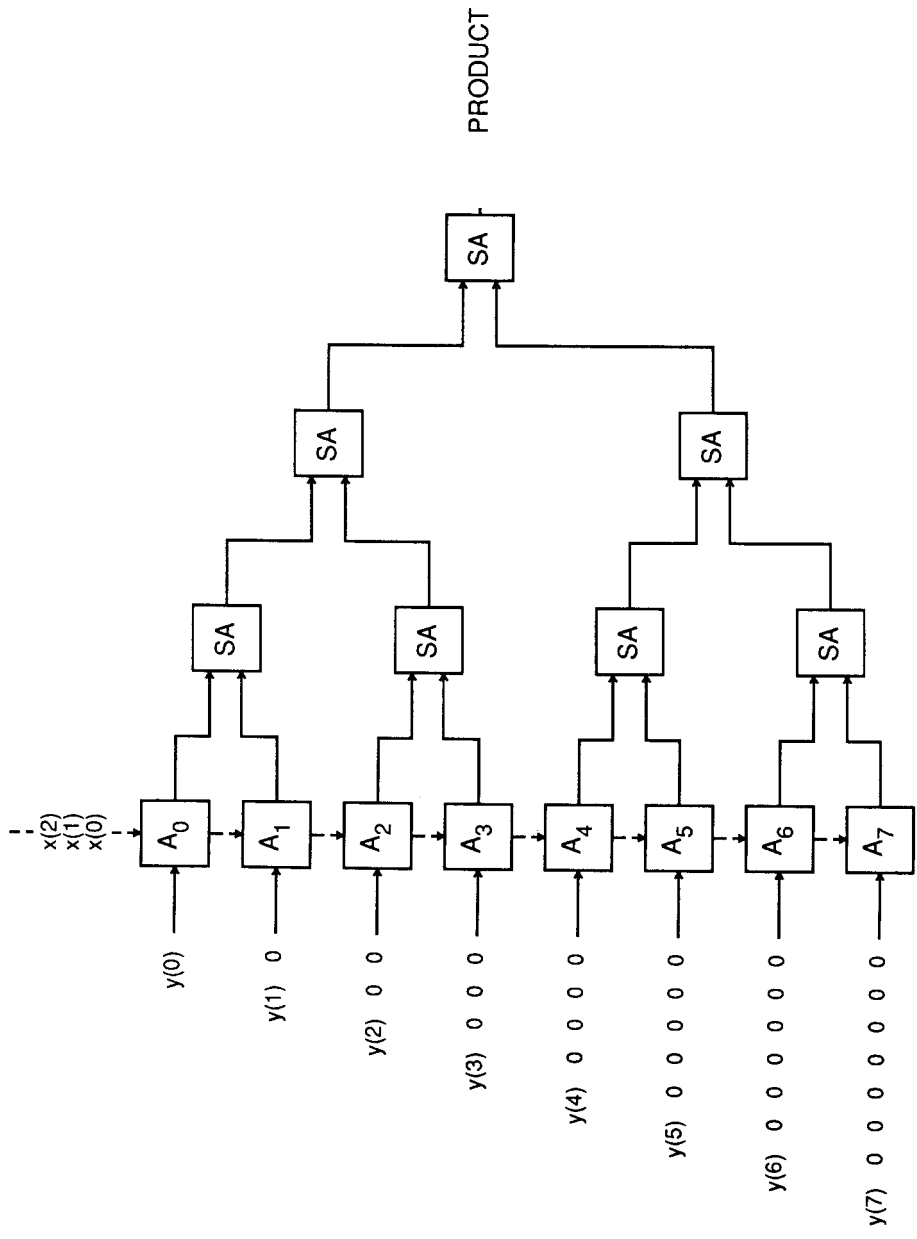 PRODUCT
SA
SA
SA
SA
SA
SA
SA
x(2)
x(1)
x(0)
A0
A1
A2
A3
A4
A5
A6
A7
y(0)
y(1) 0
y(2) 0 0
y(3) 0 0 0
y(4) 0 0 0 0
y(5) 0 0 0 0 0
y(6) 0 0 0 0 0 0
y(7) 0 0 0 0 0 0 0